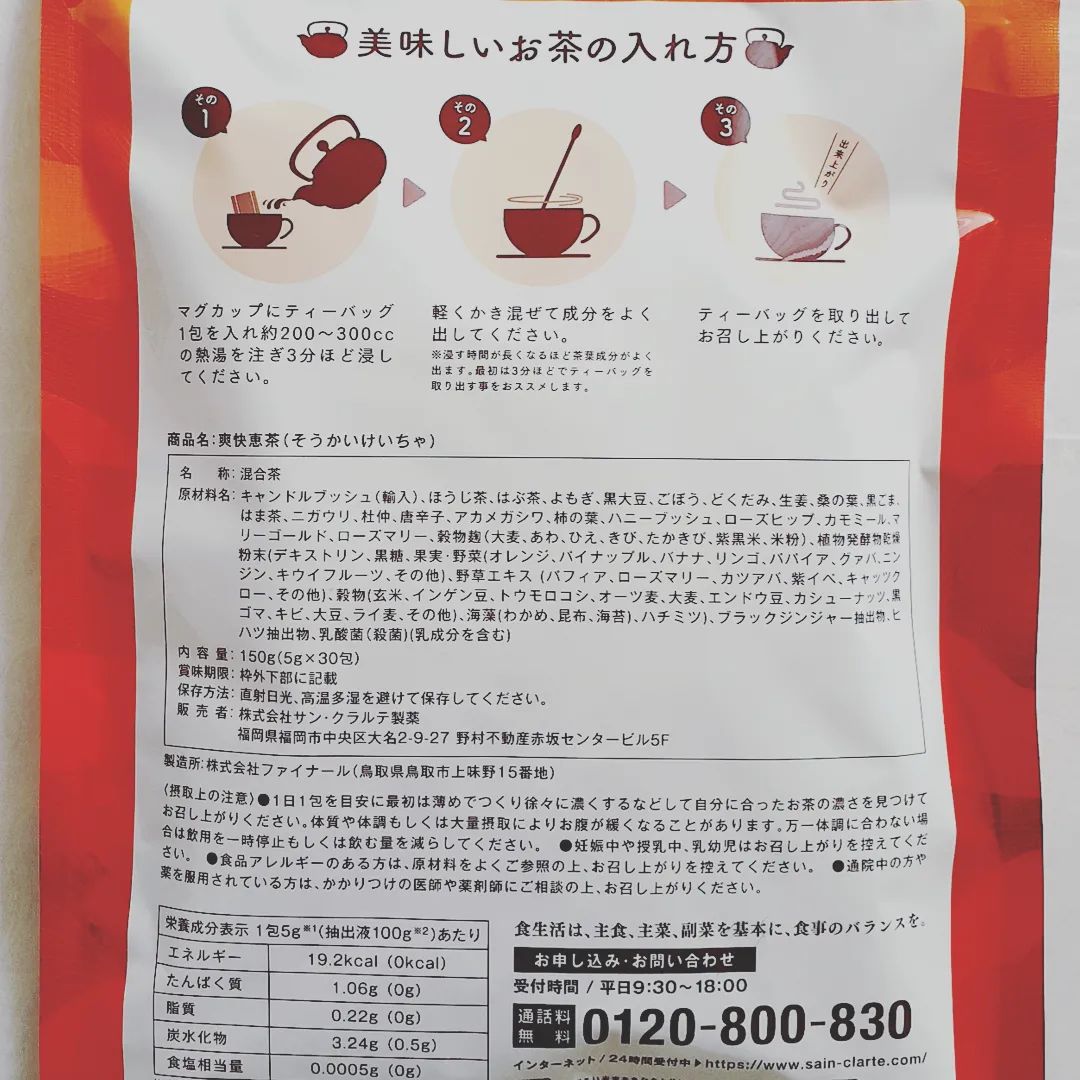 美味しいお茶の入れ方
その1
その2
その3
出来上がり
マグカップにティーバッグ
1包を入れ約200〜300cc
の熱湯を注ぎ3分ほど浸し
てください。
軽くかき混ぜて成分をよく
出してください。
※浸す時間が長くなるほど茶葉成分がよく
出ます。最初は3分ほどでティーバッグを
取り出す事をおススメします。
ティーバッグを取り出して
お召し上がりください。
商品名:爽快恵茶(そうかいけいちゃ)
名 称:混合茶
原材料名:キャンドルブッシュ(輸入)、ほうじ茶、はぶ茶、よもぎ、黒大豆、ごぼう、どくだみ、生姜、桑の葉、黒ごま、
はま茶、ニガウリ、杜仲、唐辛子、アカメガシワ、柿の葉、ハニーブッシュ、ローズヒップ、カモミール、マ
リーゴールド、ローズマリー、穀物麹(大麦、あわ、ひえ、きび、たかきび、紫黒米、米粉)、植物発酵物乾燥
粉末(デキストリン、黒糖、果実・野菜(オレンジ、パイナップル、バナナ、リンゴ、パパイア、グァバ、ニン
ジン、キウイフルーツ、その他)、野草エキス(パフィア、ローズマリー、カツアバ、紫イペ、キャッツク
ロー、その他)、穀物(玄米、インゲン豆、トウモロコシ、オーツ麦、大麦、エンドウ豆、カシューナッツ、黒
ゴマ、キビ、大豆、ライ麦、その他)、海藻(わかめ、昆布、海苔)、ハチミツ)、ブラックジンジャー抽出物、ヒ
ハツ抽出物、乳酸菌(殺菌)(乳成分を含む)
内容量:150g(5g×30包)
賞味期限:枠外下部に記載
保存方法:直射日光、高温多湿を避けて保存してください。
販売者:株式会社サン・クラルテ製薬
福岡県福岡市中央区大名2-9-27 野村不動産赤坂センタービル5F
製造所:株式会社ファイナール(鳥取県鳥取市上味野15番地)
(摂取上の注意)●1日1包を目安に最初は薄めでつくり徐々に濃くするなどして自分に合ったお茶の濃さを見つけて
お召し上がりください。体質や体調もしくは大量摂取によりお腹が緩くなることがあります。万一体調に合わない場
合は飲用を一時停止もしくは飲む量を減らしてください。 ●妊娠中や授乳中、乳幼児はお召し上がりを控えてくだ
さい。 ●食品アレルギーのある方は、原材料をよくご参照の上、お召し上がりを控えてください。 ●通院中の方や
薬を服用されている方は、かかりつけの医師や薬剤師にご相談の上、お召し上がりください。
栄養成分表示 1包5g※1(抽出液100g※2)あたり
エネルギー 19.2kcal(0kcal)
たんぱく質 1.06g(0g)
脂質 0.22g(0g)
炭水化物 3.24g(0.5g)
食塩相当量 0.0005g(0g)
食生活は、主食、主菜、副菜を基本に、食事のバランスを。
お申し込み・お問い合わせ
受付時間 / 平日9:30〜18:00
通話料無料 0120-800-830
インターネット / 24時間受付中▶https://www.sain-clarte.com/